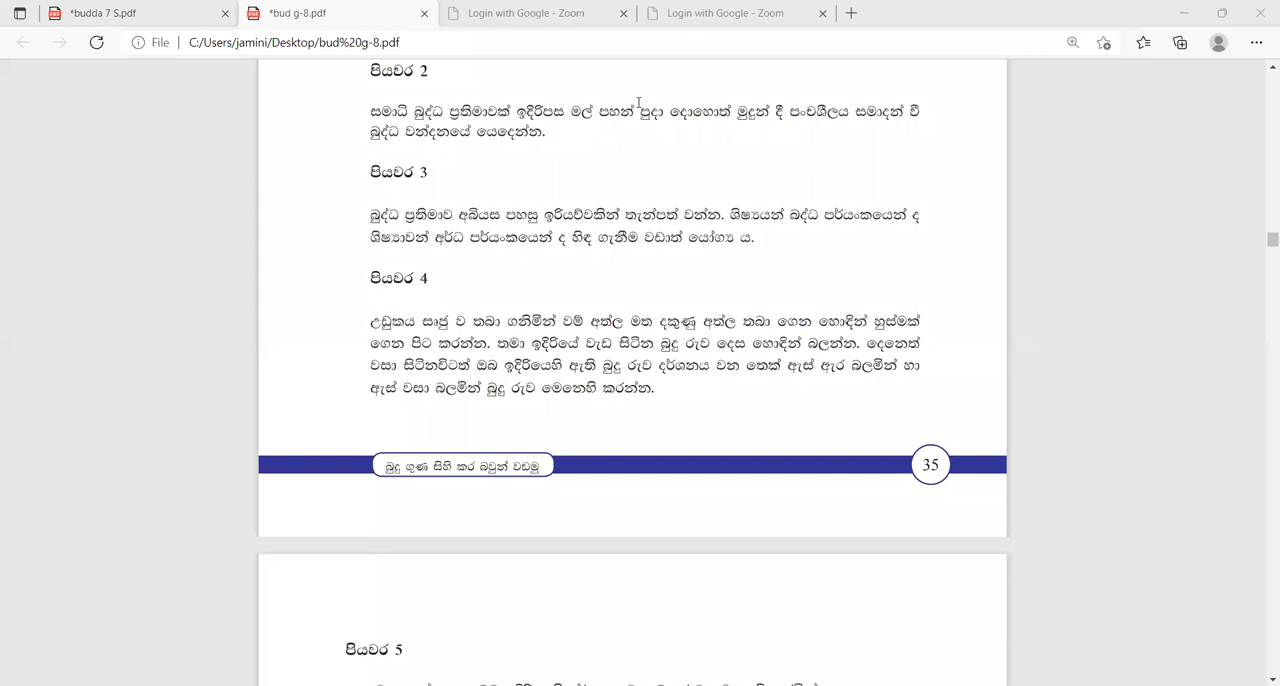 *budda 7 S.pdf
*bud g-8.pdf
Login with Google - Zoom
Login with Google - Zoom
File
C:/Users/jamini/Desktop/bud%20g-8.pdf
පියවර 2
සමාධි බුද්ධ ප්‍රතිමාවක් ඉදිරිපස මල් පහන් පුදා දොහොත් මුදුන් දී පංචශීලය සමාදන් වී
බුද්ධ වන්දනයේ යෙදෙන්න.
පියවර 3
බුද්ධ ප්‍රතිමාව අබියස පහසු ඉරියව්වකින් තැන්පත් වන්න. ශිෂ්‍යයන් බද්ධ පර්යංකයෙන් ද
ශිෂ්‍යාවන් අර්ධ පර්යංකයෙන් ද හිඳ ගැනීම වඩාත් යෝග්‍ය ය.
පියවර 4
උඩුකය සෘජු ව තබා ගනිමින් වම් අත්ල මත දකුණු අත්ල තබා ගෙන හොඳින් හුස්මක්
ගෙන පිට කරන්න. තමා ඉදිරියේ වැඩ සිටින බුදු රුව දෙස හොඳින් බලන්න. දෙනෙත්
වසා සිටිනවිටත් ඔබ ඉදිරියෙහි ඇති බුදු රුව දර්ශනය වන තෙක් ඇස් ඇර බලමින් හා
ඇස් වසා බලමින් බුදු රුව මෙනෙහි කරන්න.
බුදු ගුණ සිහි කර බවුන් වඩමු
35
පියවර 5